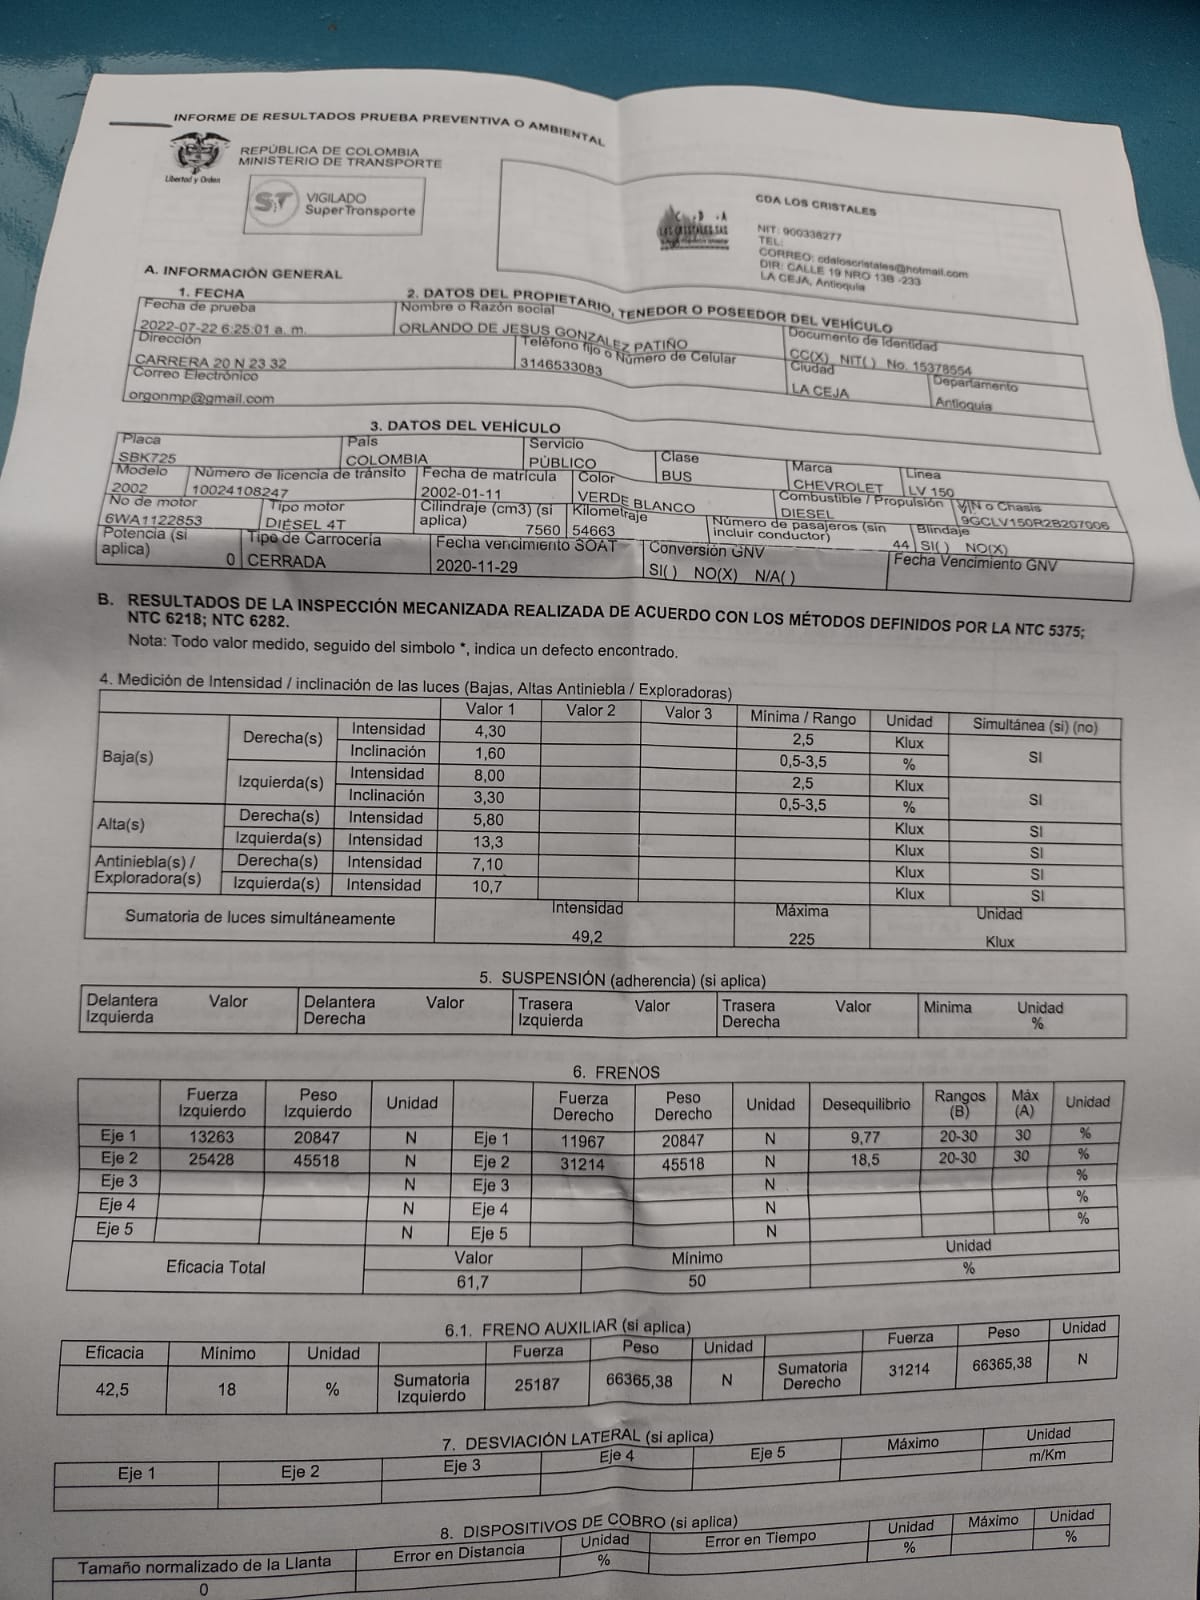 INFORME DE RESULTADOS PRUEBA PREVENTIVA O AMBIENTAL
Libertad y Orden
REPÚBLICA DE COLOMBIA
MINISTERIO DE TRANSPORTE
ST VIGILADO
SuperTransporte
C D A
LOS CRISTALES SAS
CDA LOS CRISTALES
NIT: 900338277
TEL:
CORREO: cdaloscristales@hotmail.com
DIR: CALLE 19 NRO 13B -233
LA CEJA, Antioquia
A. INFORMACIÓN GENERAL
1. FECHA
2. DATOS DEL PROPIETARIO, TENEDOR O POSEEDOR DEL VEHÍCULO
Fecha de prueba Nombre o Razón social Documento de Identidad
2022-07-22 6:25:01 a. m. ORLANDO DE JESUS GONZALEZ PATIÑO CC(X) NIT( ) No. 15378554
Dirección Teléfono fijo o Número de Celular Ciudad Departamento
CARRERA 20 N 23 32 3146533083 LA CEJA Antioquia
Correo Electrónico
orgonmp@gmail.com
3. DATOS DEL VEHÍCULO
Placa País Servicio Clase Marca Linea
SBK725 COLOMBIA PÚBLICO BUS CHEVROLET LV 150
Modelo Número de licencia de tránsito Fecha de matrícula Color Combustible / Propulsión VIN o Chasis
2002 10024108247 2002-01-11 VERDE BLANCO DIESEL 9GCLV150R2B207006
No de motor Tipo motor Cilindraje (cm3) (si aplica) Kilometraje Número de pasajeros (sin incluir conductor) Blindaje
6WA1122853 DIÉSEL 4T 7560 54663 44 SI( ) NO(X)
Potencia (si aplica) Tipo de Carrocería Fecha vencimiento SOAT Conversión GNV Fecha Vencimiento GNV
0 CERRADA 2020-11-29 SI( ) NO(X) N/A( )
B. RESULTADOS DE LA INSPECCIÓN MECANIZADA REALIZADA DE ACUERDO CON LOS MÉTODOS DEFINIDOS POR LA NTC 5375;
NTC 6218; NTC 6282.
Nota: Todo valor medido, seguido del simbolo *, indica un defecto encontrado.
4. Medición de Intensidad / inclinación de las luces (Bajas, Altas Antiniebla / Exploradoras)
Valor 1 Valor 2 Valor 3 Minima / Rango Unidad Simultánea (si) (no)
Baja(s) Derecha(s) Intensidad 4,30 2,5 Klux SI
Inclinación 1,60 0,5-3,5 %
Izquierda(s) Intensidad 8,00 2,5 Klux SI
Inclinación 3,30 0,5-3,5 %
Alta(s) Derecha(s) Intensidad 5,80 Klux SI
Izquierda(s) Intensidad 13,3 Klux SI
Antiniebla(s) / Exploradora(s) Derecha(s) Intensidad 7,10 Klux SI
Izquierda(s) Intensidad 10,7 Klux SI
Sumatoria de luces simultáneamente Intensidad Máxima Unidad
49,2 225 Klux
5. SUSPENSIÓN (adherencia) (si aplica)
Delantera Izquierda Valor Delantera Derecha Valor Trasera Izquierda Valor Trasera Derecha Valor Minima Unidad
%
6. FRENOS
Fuerza Izquierdo Peso Izquierdo Unidad Fuerza Derecho Peso Derecho Unidad Desequilibrio Rangos (B) Máx (A) Unidad
Eje 1 13263 20847 N Eje 1 11967 20847 N 9,77 20-30 30 %
Eje 2 25428 45518 N Eje 2 31214 45518 N 18,5 20-30 30 %
Eje 3 N Eje 3 N %
Eje 4 N Eje 4 N %
Eje 5 N Eje 5 N %
Eficacia Total Valor Mínimo Unidad
61,7 50 %
6.1. FRENO AUXILIAR (si aplica)
Eficacia Mínimo Unidad Fuerza Peso Unidad Fuerza Peso Unidad
42,5 18 % Sumatoria Izquierdo 25187 66365,38 N Sumatoria Derecho 31214 66365,38 N
7. DESVIACIÓN LATERAL (si aplica)
Eje 1 Eje 2 Eje 3 Eje 4 Eje 5 Máximo Unidad
m/Km
8. DISPOSITIVOS DE COBRO (si aplica)
Tamaño normalizado de la Llanta Error en Distancia Unidad Error en Tiempo Unidad Máximo Unidad
0 % % %